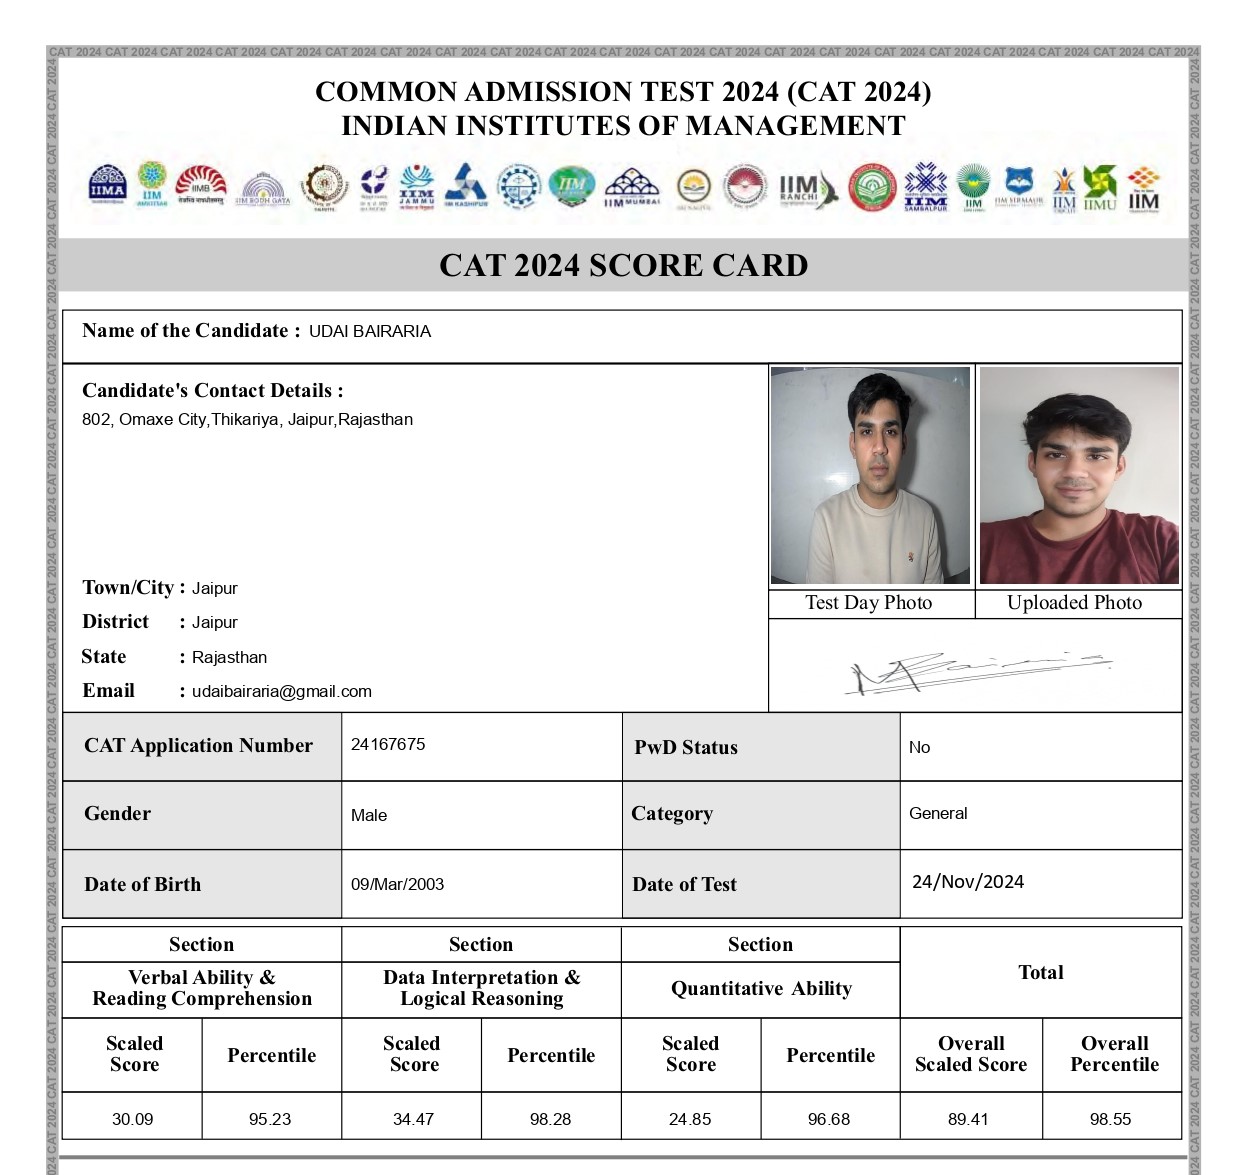 CAT 2024 CAT 2024 CAT 2024 CAT 2024 CAT 2024 CAT 2024 CAT 2024 CAT 2024 CAT 2024 CAT 2024 CAT 2024 CAT 2024 CAT 2024 CAT 2024 CAT 2024 CAT 2024 CAT 2024 CAT 2024 CAT 2024 CAT 2024 CAT 2024
COMMON ADMISSION TEST 2024 (CAT 2024)
INDIAN INSTITUTES OF MANAGEMENT
IIMA IIM AMRITSAR IIMB IIM BODH GAYA IIM JAMMU IIM KASHIPUR IIM IIM MUMBAI IIM RANCHI IIM SAMBALPUR IIM IIM SIRMAUR IIM IIMU IIM
CAT 2024 SCORE CARD
Name of the Candidate : UDAI BAIRARIA
Candidate's Contact Details :
802, Omaxe City,Thikariya, Jaipur,Rajasthan
Town/City : Jaipur
District : Jaipur
State : Rajasthan
Email : udaibairaria@gmail.com
Test Day Photo Uploaded Photo
CAT Application Number 24167675 PwD Status No
Gender Male Category General
Date of Birth 09/Mar/2003 Date of Test 24/Nov/2024
Section Section Section
Verbal Ability &
Reading Comprehension
Data Interpretation &
Logical Reasoning
Quantitative Ability
Total
Scaled Score Percentile Scaled Score Percentile Scaled Score Percentile Overall Scaled Score Overall Percentile
30.09 95.23 34.47 98.28 24.85 96.68 89.41 98.55